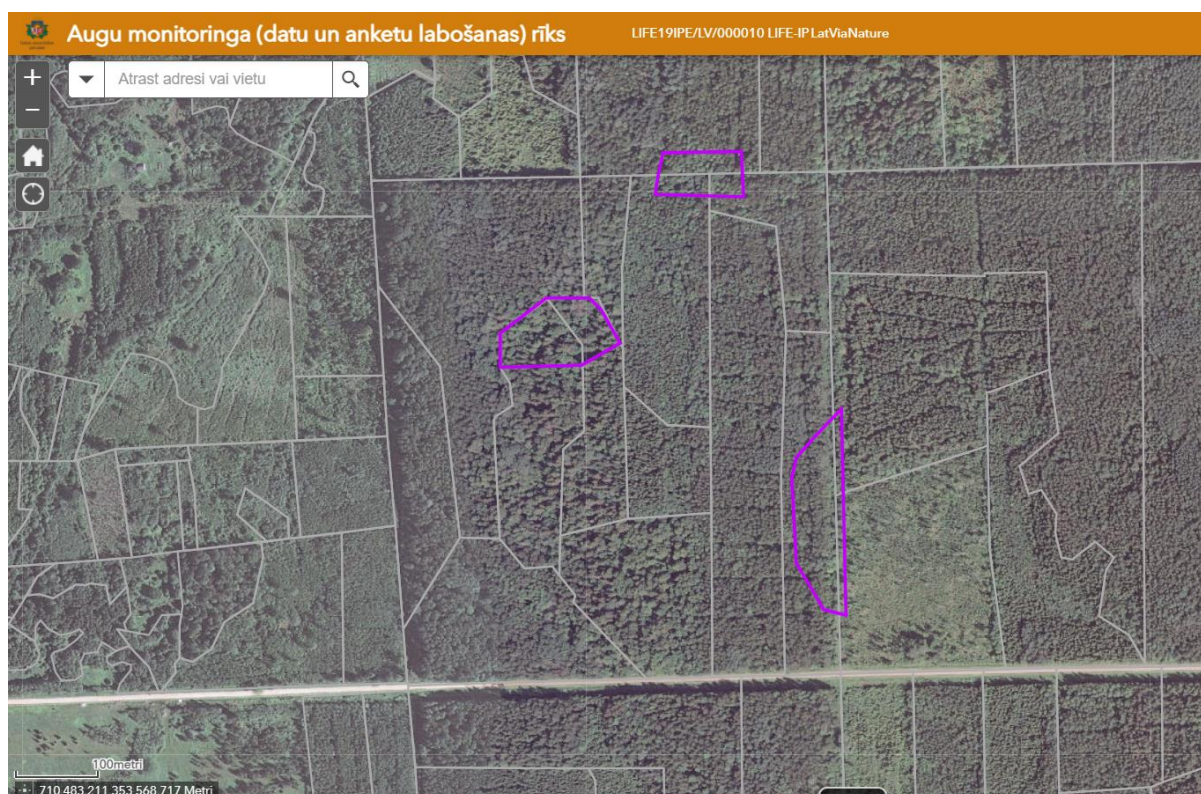 Augu monitoringa (datu un anketu labošanas) rīks
LIFE19IPE/LV/000010 LIFE-IP LatViaNature
Atrast adresi vai vietu
100metri
710 483,211 353 568,717 Metri